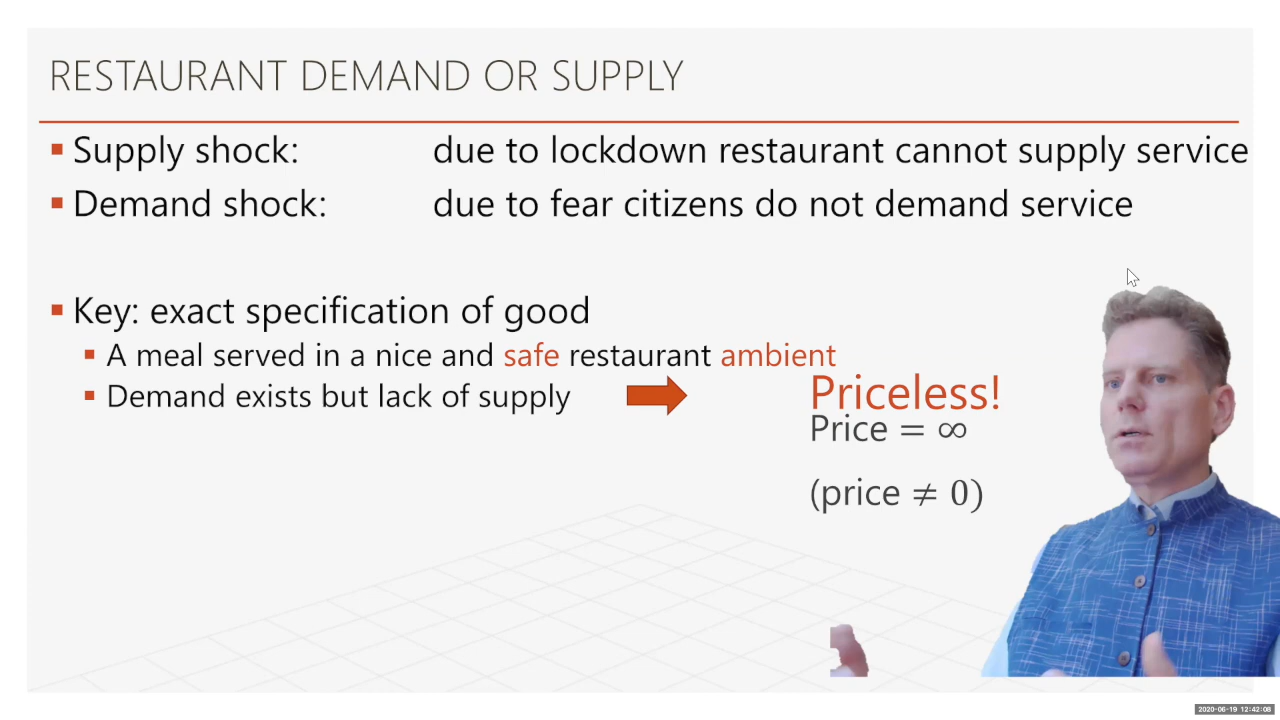 RESTAURANT DEMAND OR SUPPLY
Supply shock: due to lockdown restaurant cannot supply service
Demand shock: due to fear citizens do not demand service
Key: exact specification of good
A meal served in a nice and safe restaurant ambient
Demand exists but lack of supply
Priceless!
Price = ∞
(price ≠ 0)
2020-06-19 12:42:08